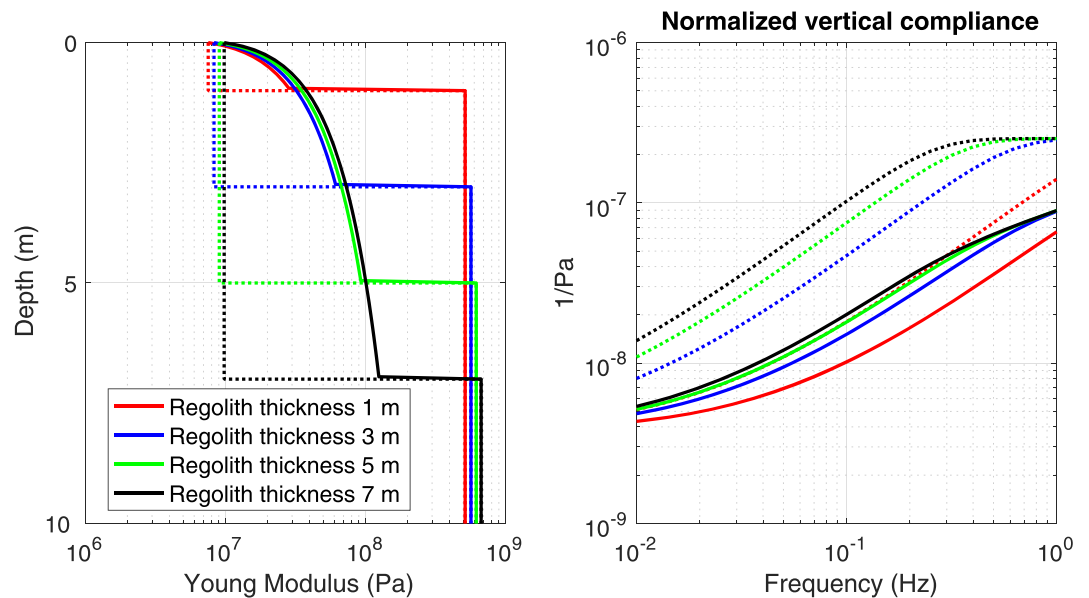 0
5
10
Depth (m)
Regolith thickness 1 m
Regolith thickness 3 m
Regolith thickness 5 m
Regolith thickness 7 m
10^6 10^7 10^8 10^9
Young Modulus (Pa)
Normalized vertical compliance
10^-6
10^-7
10^-8
10^-9
1/Pa
10^-2 10^-1 10^0
Frequency (Hz)